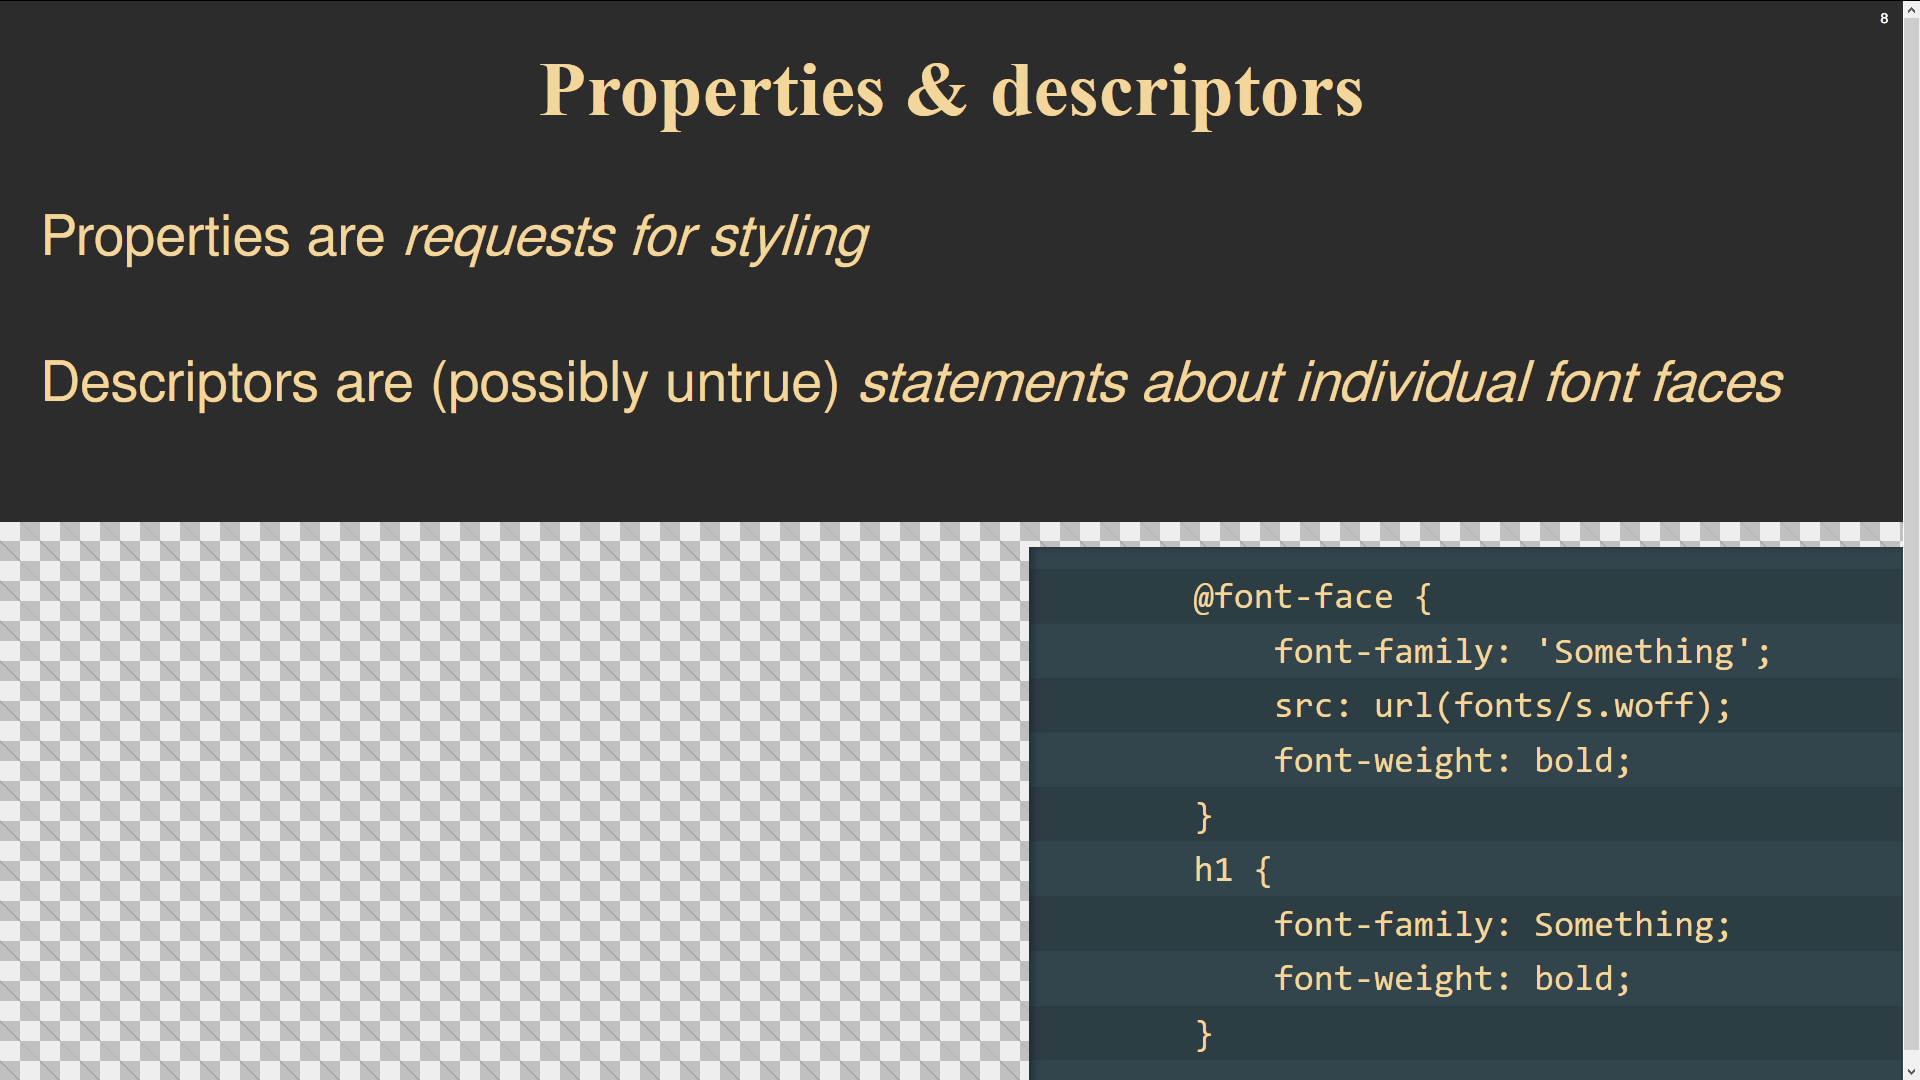 8
Properties & descriptors
Properties are requests for styling
Descriptors are (possibly untrue) statements about individual font faces
@font-face {
    font-family: 'Something';
    src: url(fonts/s.woff);
    font-weight: bold;
}
h1 {
    font-family: Something;
    font-weight: bold;
}